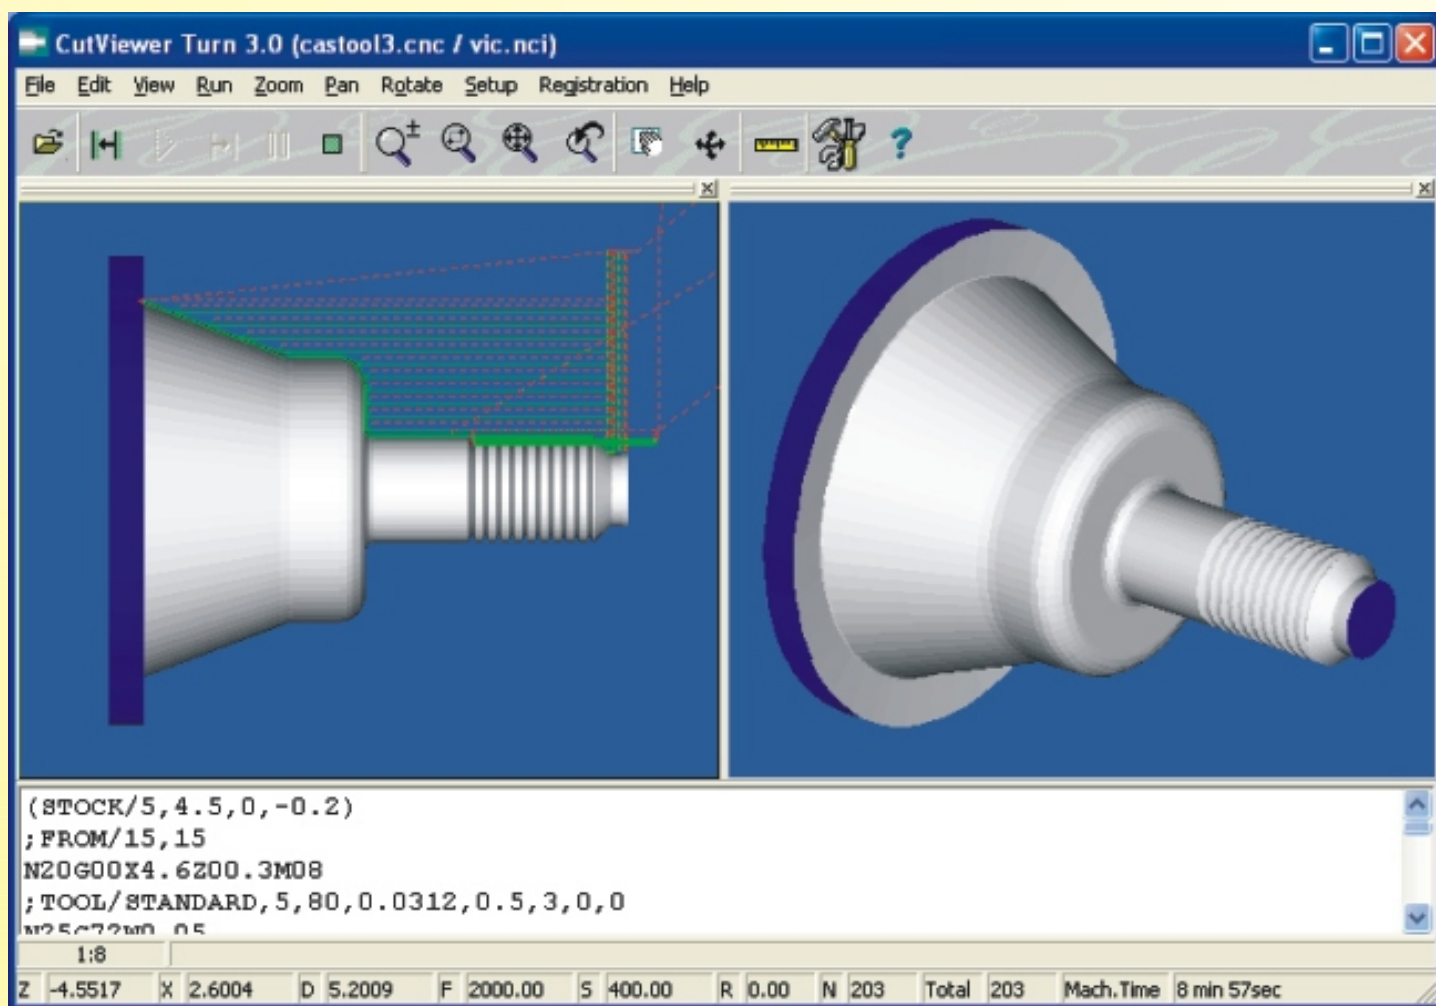 CutViewer Turn 3.0 (castool3.cnc / vic.nci)
File Edit View Run Zoom Pan Rotate Setup Registration Help
(STOCK/5,4.5,0,-0.2)
;FROM/15,15
N20G00X4.6Z00.3M08
;TOOL/STANDARD,5,80,0.0312,0.5,3,0,0
N25G72W0.05
1:8
Z -4.5517 X 2.6004 D 5.2009 F 2000.00 S 400.00 R 0.00 N 203 Total 203 Mach.Time 8 min 57sec